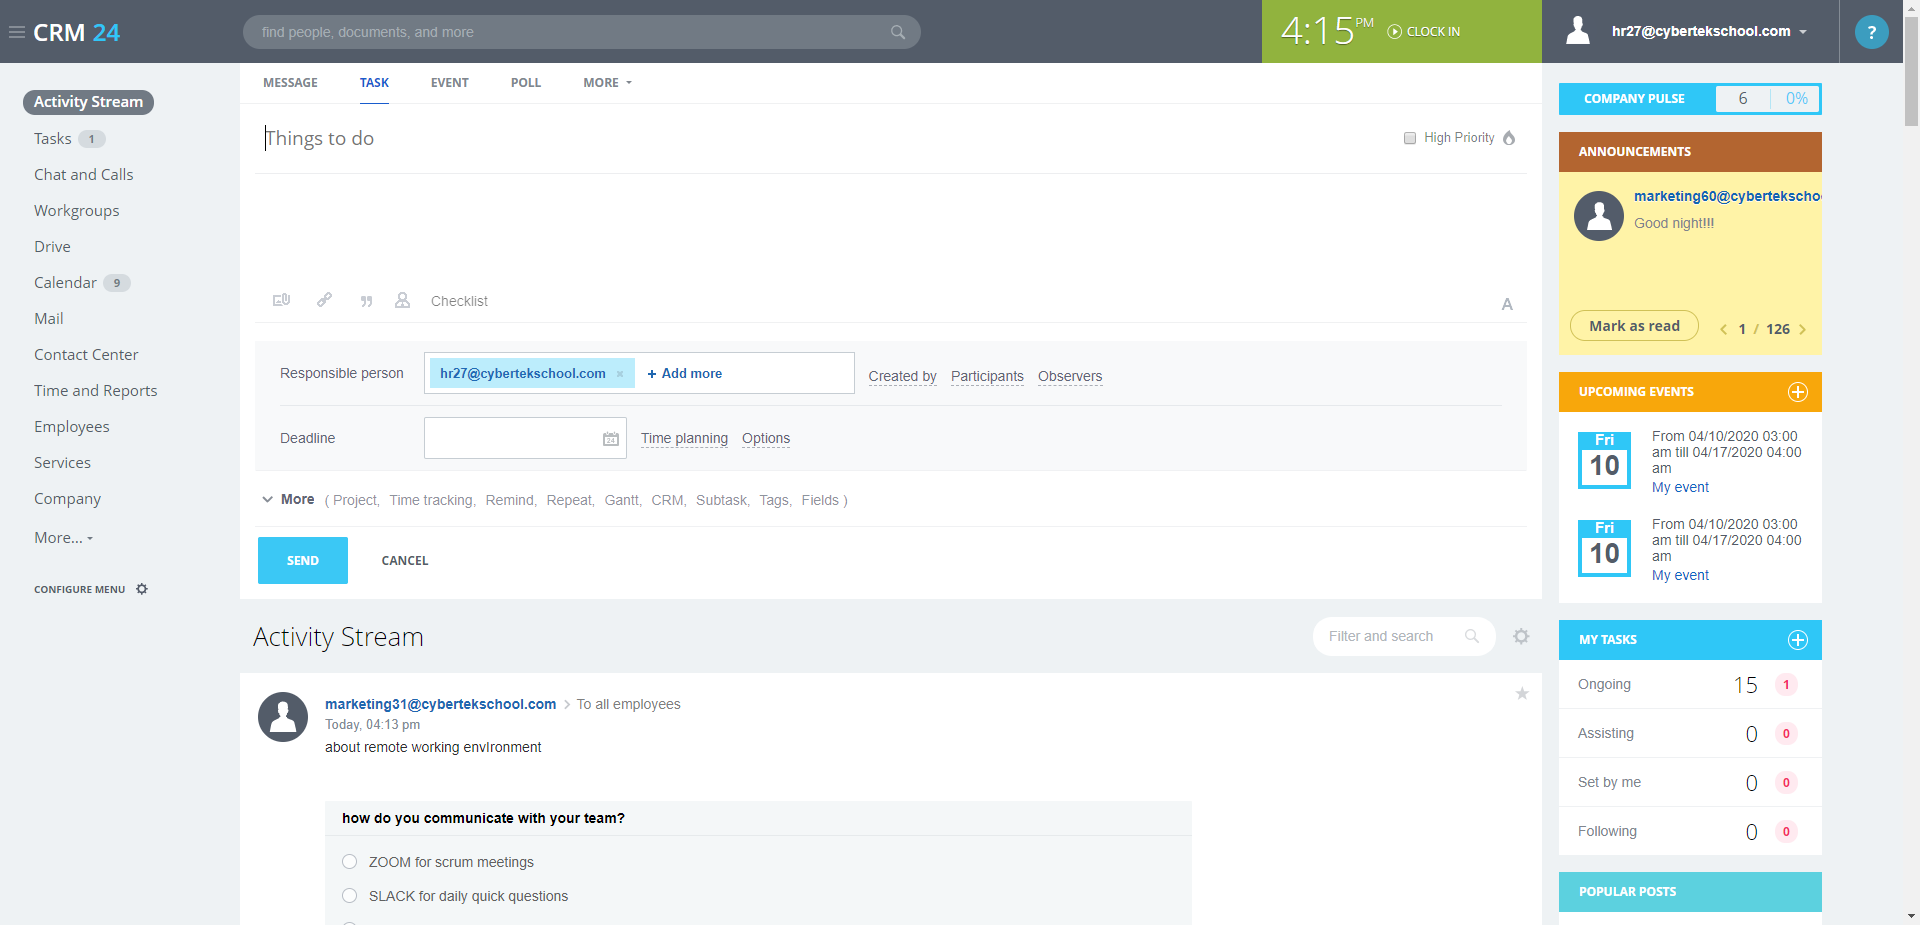 CRM 24
find people, documents, and more
4:15 PM CLOCK IN
hr27@cybertekschool.com
?
Activity Stream
Tasks 1
Chat and Calls
Workgroups
Drive
Calendar 9
Mail
Contact Center
Time and Reports
Employees
Services
Company
More...
CONFIGURE MENU
MESSAGE TASK EVENT POLL MORE
Things to do
High Priority
Checklist
A
Responsible person hr27@cybertekschool.com × + Add more Created by Participants Observers
Deadline 24 Time planning Options
More ( Project, Time tracking, Remind, Repeat, Gantt, CRM, Subtask, Tags, Fields )
SEND CANCEL
Activity Stream
Filter and search
marketing31@cybertekschool.com > To all employees
Today, 04:13 pm
about remote working envIronment
how do you communicate with your team?
ZOOM for scrum meetings
SLACK for daily quick questions
COMPANY PULSE 6 0%
ANNOUNCEMENTS
marketing60@cybertekscho
Good night!!!
Mark as read < 1 / 126 >
UPCOMING EVENTS
Fri
10
From 04/10/2020 03:00
am till 04/17/2020 04:00
am
My event
Fri
10
From 04/10/2020 03:00
am till 04/17/2020 04:00
am
My event
MY TASKS
Ongoing 15 1
Assisting 0 0
Set by me 0 0
Following 0 0
POPULAR POSTS